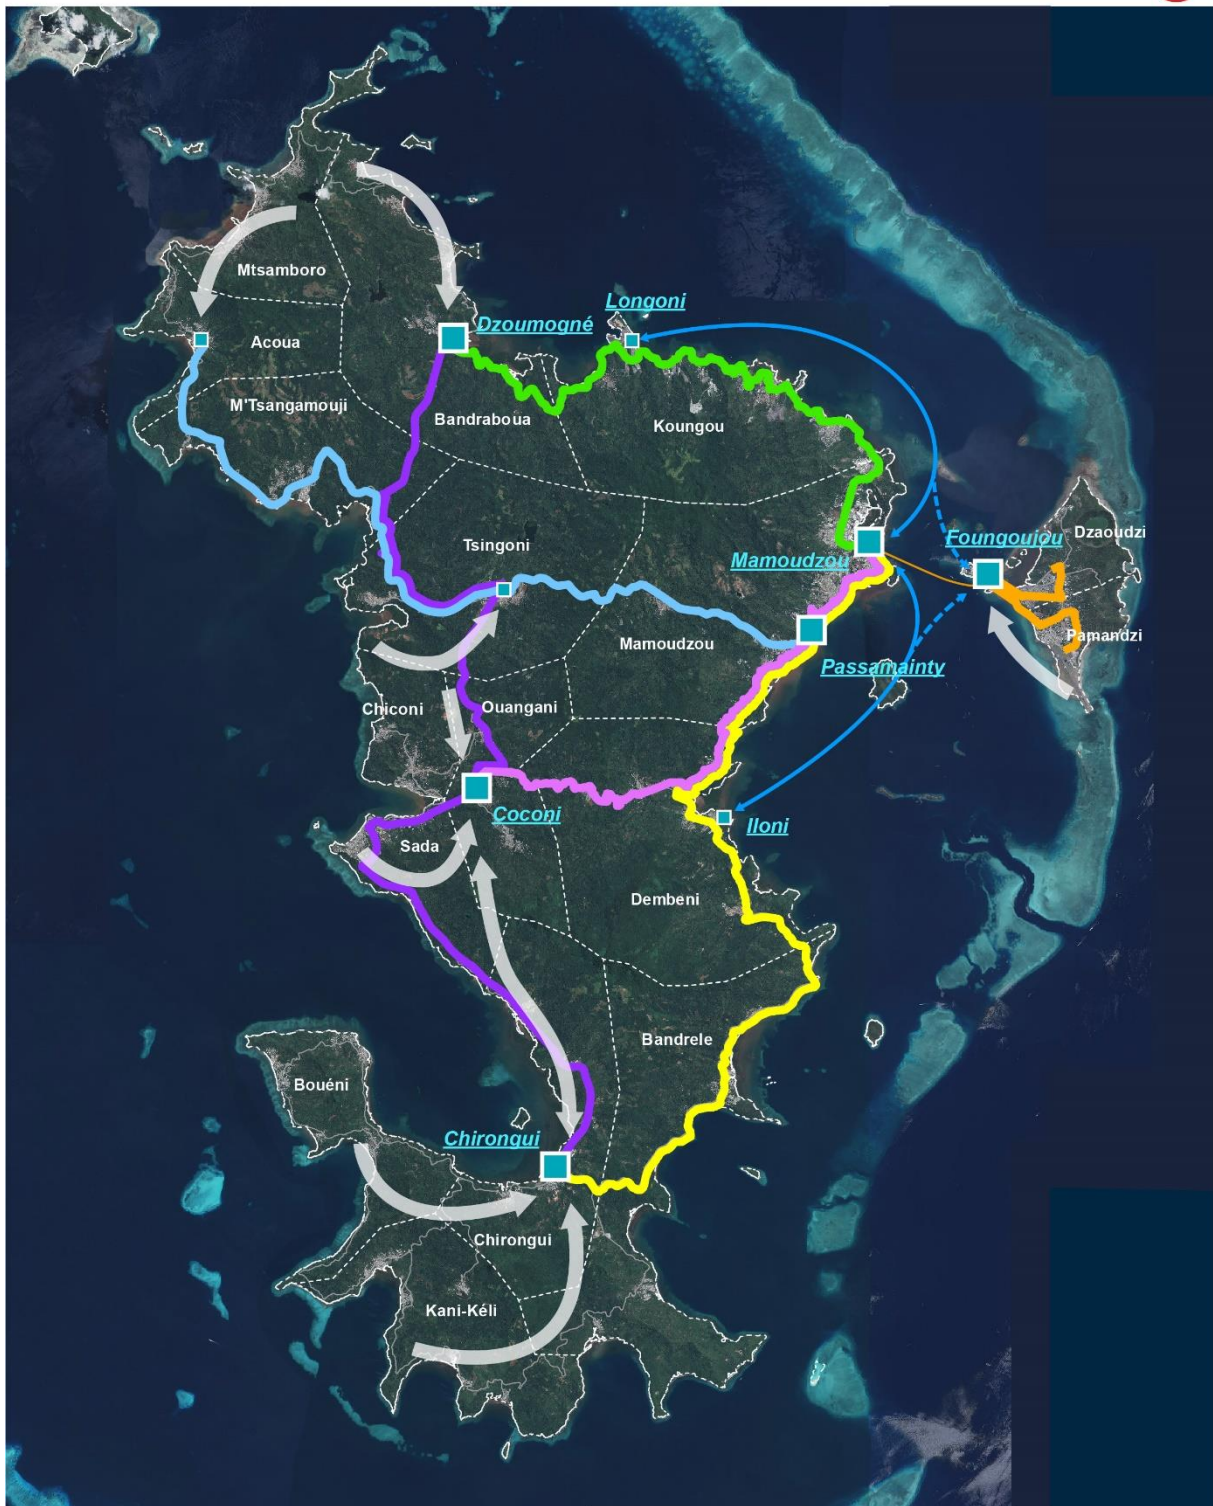 Mtsamboro
Longoni
Dzoumogné
Acoua
M'Tsangamouji
Bandraboua
Koungou
Dzaoudzi
Foungoujou
Tsingoni
Mamoudzou
Pamandzi
Mamoudzou
Passamainty
Chiconi
Ouangani
Coconi
Iloni
Sada
Dembeni
Bandrele
Bouéni
Chirongui
Chirongui
Kani-Kéli